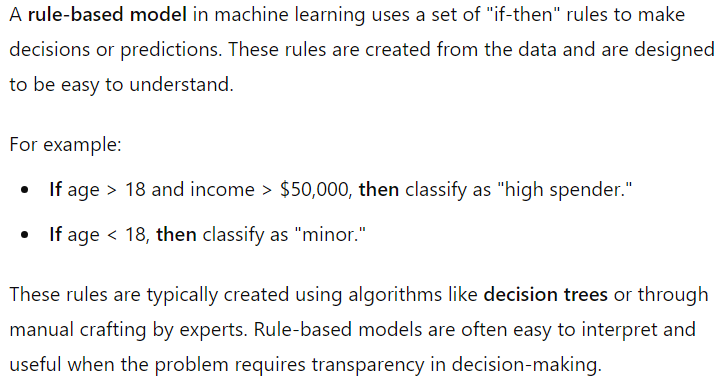 A rule-based model in machine learning uses a set of "if-then" rules to make
decisions or predictions. These rules are created from the data and are designed
to be easy to understand.
For example:
• If age > 18 and income > $50,000, then classify as "high spender."
• If age < 18, then classify as "minor."
These rules are typically created using algorithms like decision trees or through
manual crafting by experts. Rule-based models are often easy to interpret and
useful when the problem requires transparency in decision-making.